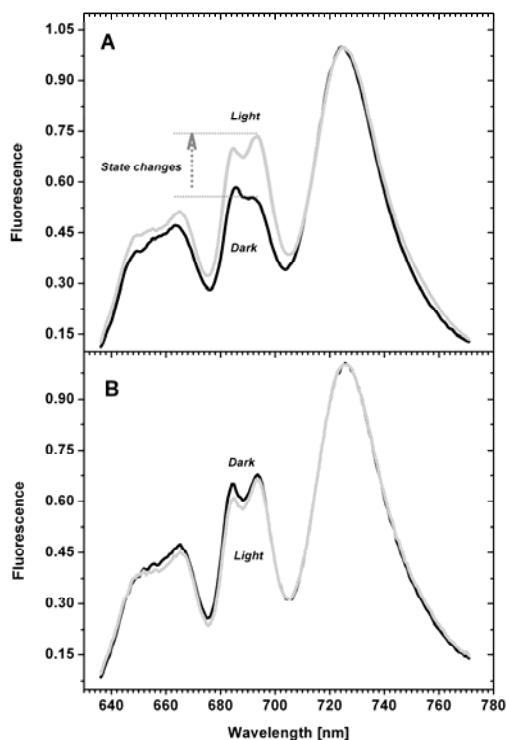 A
1.05
0.90
0.75
0.60
0.45
0.30
0.15
Fluorescence
Light
State changes
Dark
B
0.90
0.75
0.60
0.45
0.30
0.15
Fluorescence
Dark
Light
640 660 680 700 720 740 760 780
Wavelength [nm]